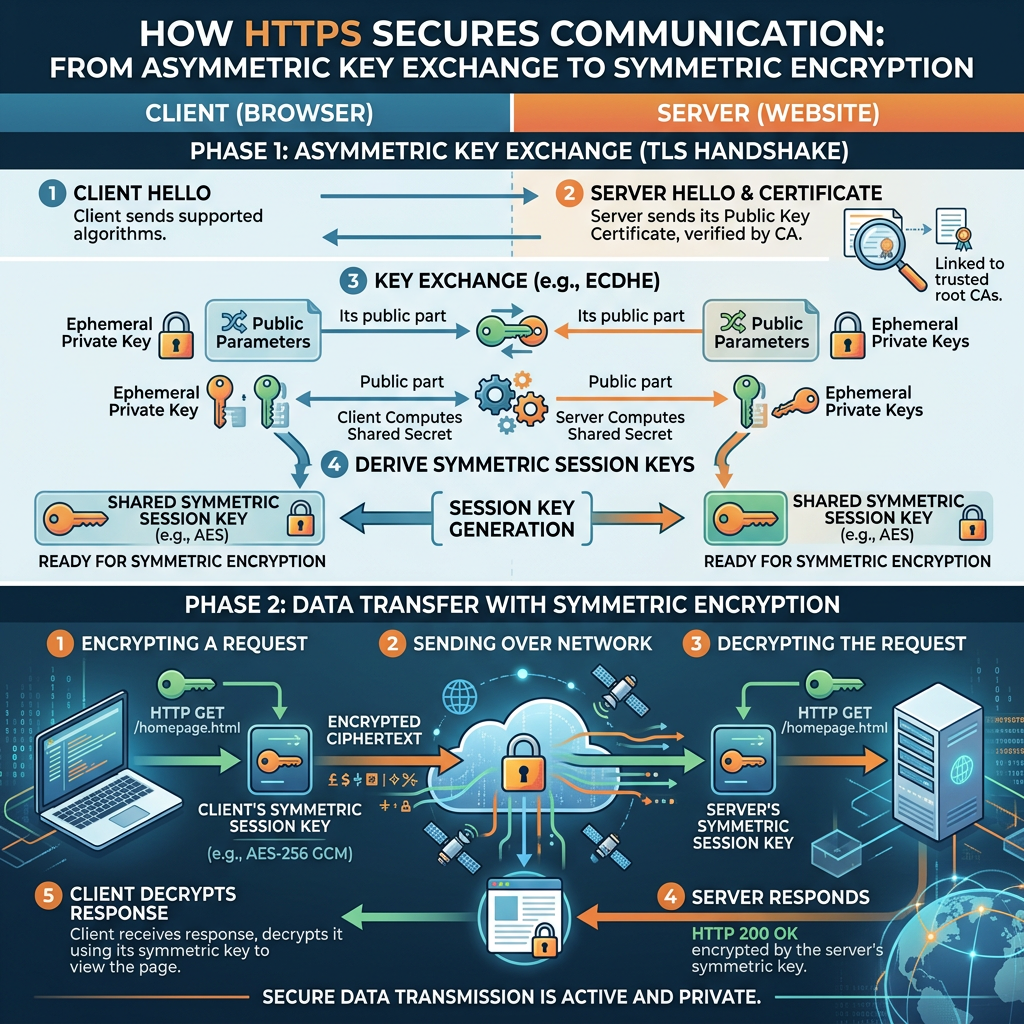 HOW HTTPS SECURES COMMUNICATION:
FROM ASYMMETRIC KEY EXCHANGE TO SYMMETRIC ENCRYPTION
CLIENT (BROWSER)
SERVER (WEBSITE)
PHASE 1: ASYMMETRIC KEY EXCHANGE (TLS HANDSHAKE)
1 CLIENT HELLO
Client sends supported
algorithms.
2 SERVER HELLO & CERTIFICATE
Server sends its Public Key
Certificate, verified by CA.
Linked to
trusted
root CAs.
3 KEY EXCHANGE (e.g., ECDHE)
Ephemeral
Private Key
Public
Parameters
Its public part
Its public part
Public
Parameters
Ephemeral
Private Keys
Ephemeral
Private Key
Public part
Client Computes
Shared Secret
Public part
Server Computes
Shared Secret
Ephemeral
Private Keys
4 DERIVE SYMMETRIC SESSION KEYS
SHARED SYMMETRIC
SESSION KEY
(e.g., AES)
READY FOR SYMMETRIC ENCRYPTION
SESSION KEY
GENERATION
SHARED SYMMETRIC
SESSION KEY
(e.g., AES)
READY FOR SYMMETRIC ENCRYPTION
PHASE 2: DATA TRANSFER WITH SYMMETRIC ENCRYPTION
1 ENCRYPTING A REQUEST
2 SENDING OVER NETWORK
3 DECRYPTING THE REQUEST
HTTP GET
/homepage.html
ENCRYPTED
CIPHERTEXT
HTTP GET
/homepage.html
CLIENT'S SYMMETRIC
SESSION KEY
(e.g., AES-256 GCM)
SERVER'S
SYMMETRIC
SESSION KEY
5 CLIENT DECRYPTS
RESPONSE
Client receives response, decrypts it
using its symmetric key to
view the page.
4 SERVER RESPONDS
HTTP 200 OK
encrypted by the server's
symmetric key.
SECURE DATA TRANSMISSION IS ACTIVE AND PRIVATE.